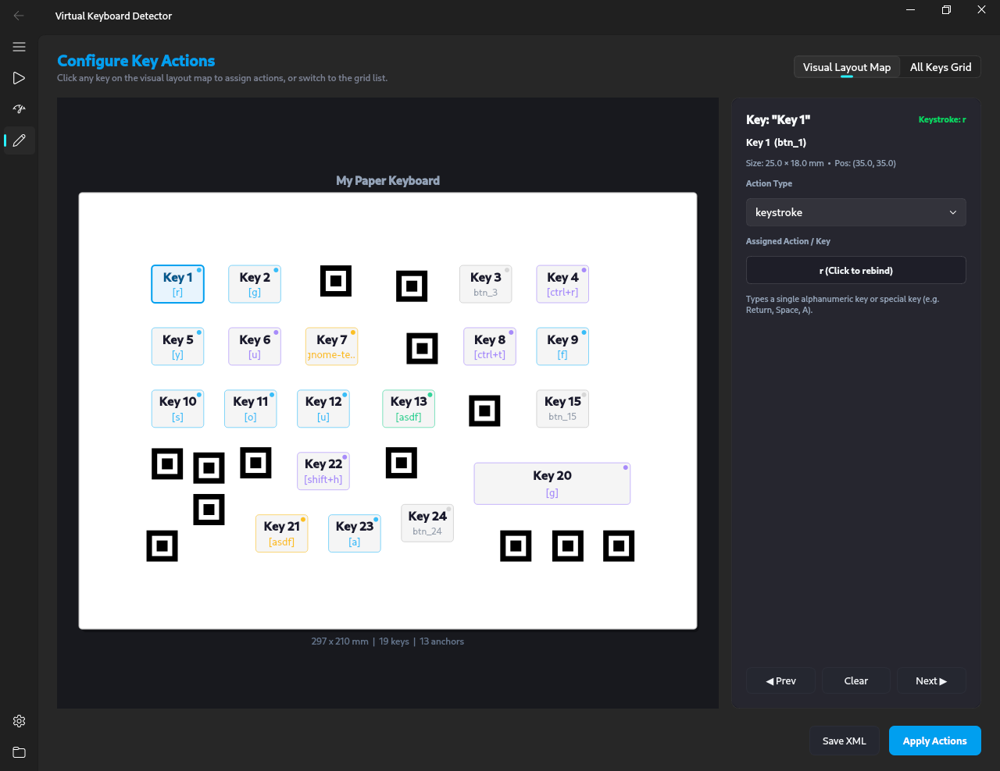 Virtual Keyboard Detector
Configure Key Actions
Click any key on the visual layout map to assign actions, or switch to the grid list.
Visual Layout Map
All Keys Grid
My Paper Keyboard
Key 1
[r]
Key 2
[g]
Key 3
btn_3
Key 4
[ctrl+r]
Key 5
[y]
Key 6
[u]
Key 7
gnome-te..
Key 8
[ctrl+t]
Key 9
[f]
Key 10
[s]
Key 11
[o]
Key 12
[u]
Key 13
[asdf]
Key 15
btn_15
Key 22
[shift+h]
Key 20
[g]
Key 21
[asdf]
Key 23
[a]
Key 24
btn_24
297 x 210 mm | 19 keys | 13 anchors
Key: "Key 1"
Keystroke: r
Key 1 (btn_1)
Size: 25.0 × 18.0 mm • Pos: (35.0, 35.0)
Action Type
keystroke
Assigned Action / Key
r (Click to rebind)
Types a single alphanumeric key or special key (e.g.
Return, Space, A).
◀ Prev
Clear
Next ▶
Save XML
Apply Actions